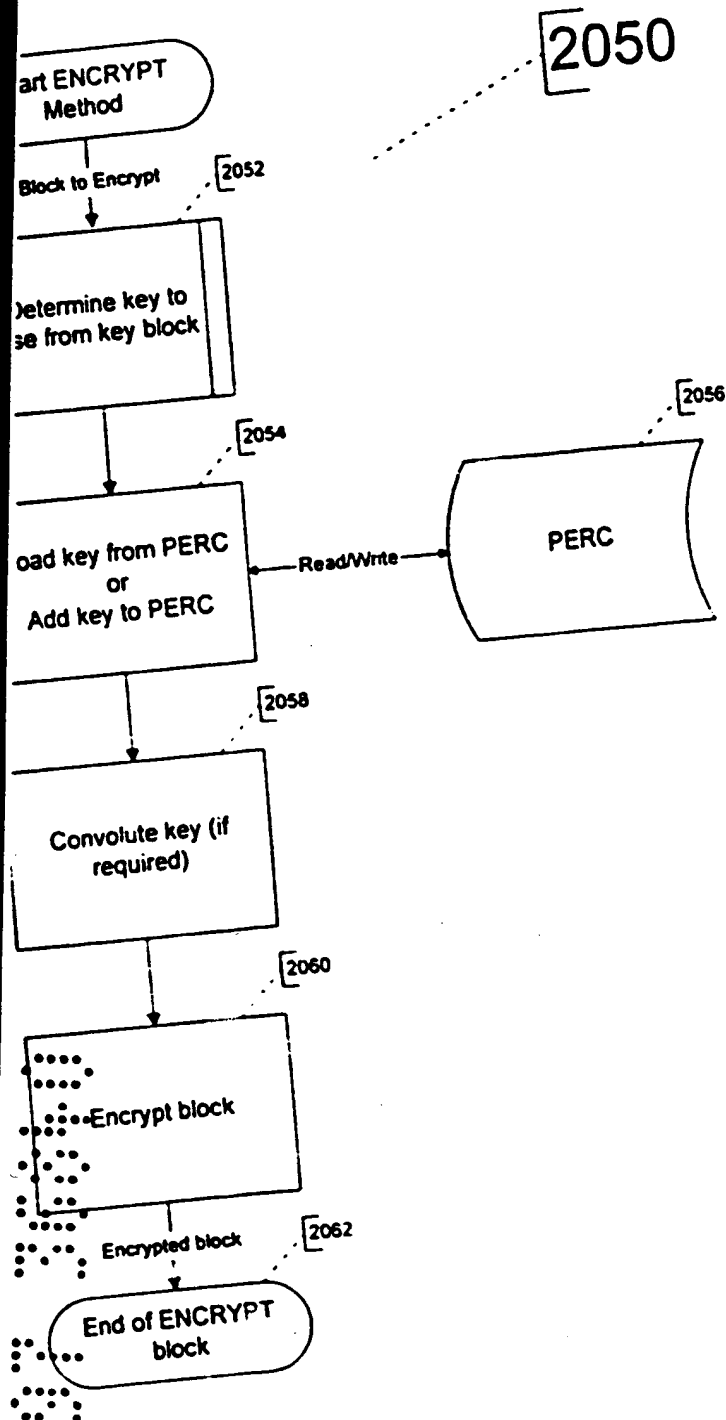 2050
art ENCRYPT
Method
Block to Encrypt
2052
Determine key to
se from key block
2054
oad key from PERC
or
Add key to PERC
Read/Write
2056
PERC
2058
Convolute key (if
required)
2060
Encrypt block
Encrypted block
2062
End of ENCRYPT
block